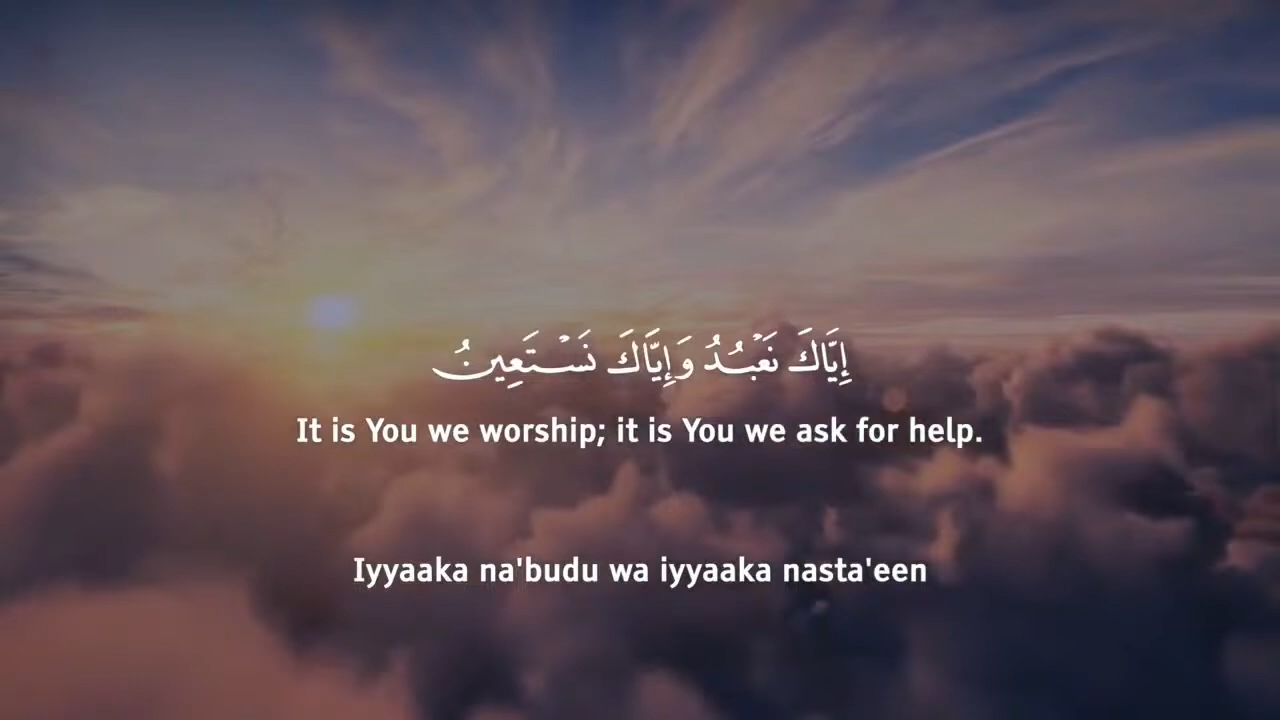 إِيَّاكَ نَعْبُدُ وَإِيَّاكَ نَسْتَعِينُ
It is You we worship; it is You we ask for help.
Iyyaaka na'budu wa iyyaaka nasta'een